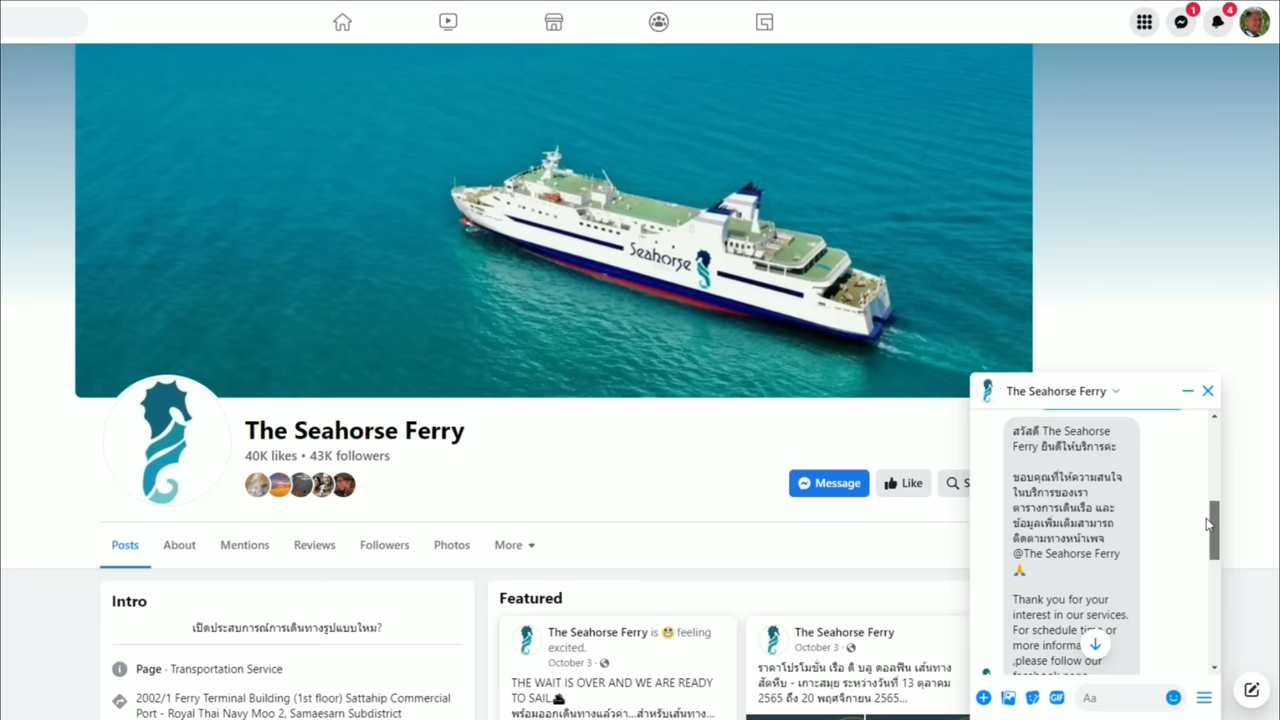 1
4
Seahorse
The Seahorse Ferry
40K likes • 43K followers
Message
Like
S
Posts
About
Mentions
Reviews
Followers
Photos
More
Intro
เปิดประสบการณ์การเดินทางรูปแบบใหม่?
Page · Transportation Service
2002/1 Ferry Terminal Building (1st floor) Sattahip Commercial
Port - Royal Thai Navy Moo 2, Samaesarn Subdistrict
Featured
The Seahorse Ferry is feeling
excited.
October 3 ·
THE WAIT IS OVER AND WE ARE READY
TO SAIL
พร้อมออกเดินทางแล้วค่า...สำหรับเส้นทาง...
The Seahorse Ferry
October 3 ·
ราคาโปรโมชั่น เรือ ดิ บลู ดอลฟิน เส้นทาง
สัตหีบ - เกาะสมุย ระหว่างวันที่ 13 ตุลาคม
2565 ถึง 20 พฤศจิกายน 2565...
The Seahorse Ferry
สวัสดี The Seahorse
Ferry ยินดีให้บริการค่ะ
ขอบคุณที่ให้ความสนใจ
ในบริการของเรา
ตารางการเดินเรือ และ
ข้อมูลเพิ่มเติมสามารถ
ติดตามทางหน้าเพจ
@The Seahorse Ferry
🙏
Thank you for your
interest in our services.
For schedule time or
more informa
,please follow our
GIF
Aa